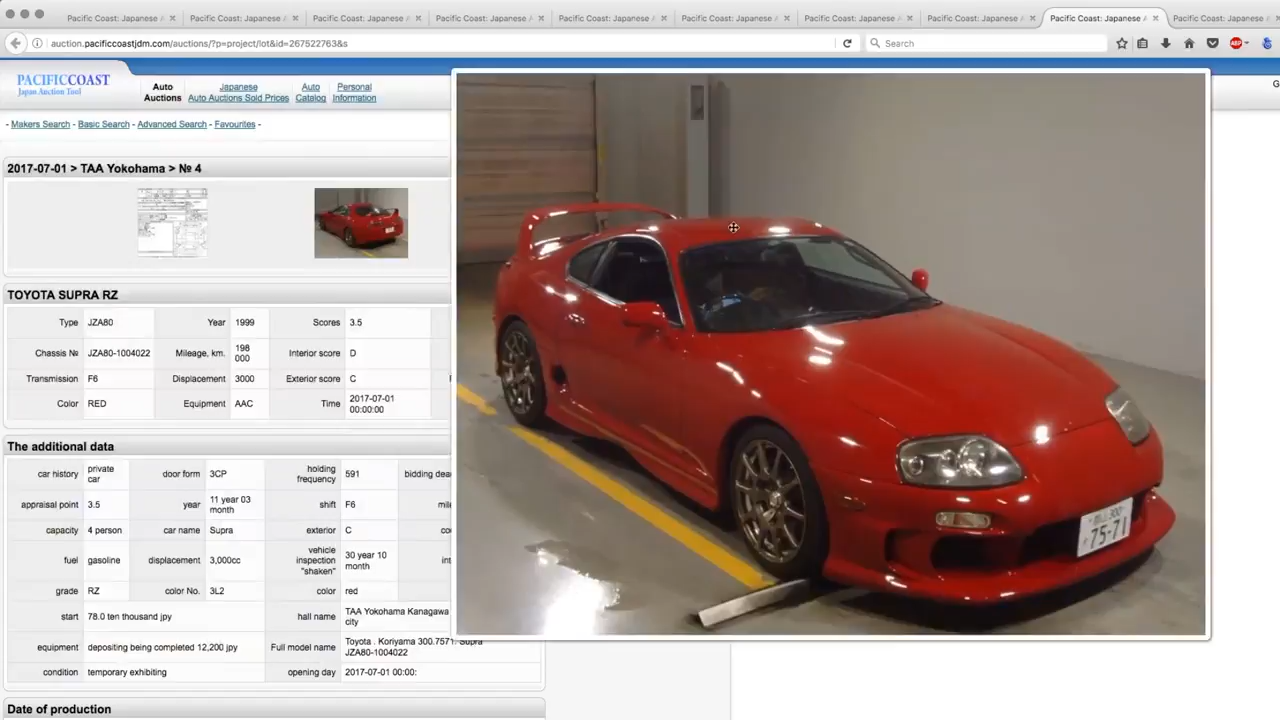 Pacific Coast: Japanese A Pacific Coast: Japanese A Pacific Coast: Japanese A Pacific Coast: Japanese A Pacific Coast: Japanese A Pacific Coast: Japanese A Pacific Coast: Japanese A Pacific Coast: Japanese A Pacific Coast: Japanese A Pacific Coast: Japanese
auction.pacificcoastjdm.com/auctions/?p=project/lot&id=267522763&s
Search
ABP
PACIFICCOAST
Japan Auction Tool
Auto Auctions
Japanese
Auto Auctions Sold Prices
Auto
Catalog
Personal
Information
- Makers Search - Basic Search - Advanced Search - Favourites -
2017-07-01 > TAA Yokohama > № 4
TOYOTA SUPRA RZ
Type JZA80 Year 1999 Scores 3.5
Chassis № JZA80-1004022 Mileage, km. 198 000 Interior score D
Transmission F6 Displacement 3000 Exterior score C
Color RED Equipment AAC Time 2017-07-01 00:00:00
The additional data
car history private car door form 3CP holding frequency 591 bidding
appraisal point 3.5 year 11 year 03 month shift F6
capacity 4 person car name Supra exterior C
fuel gasoline displacement 3,000cc vehicle inspection "shaken" 30 year 10 month
grade RZ color No. 3L2 color red
start 78.0 ten thousand jpy hall name TAA Yokohama Kanagawa city
equipment depositing being completed 12,200 jpy Full model name Toyota . Koriyama 300.7571. Supra JZA80-1004022
condition temporary exhibiting opening day 2017-07-01 00:00:
Date of production
300
75-71